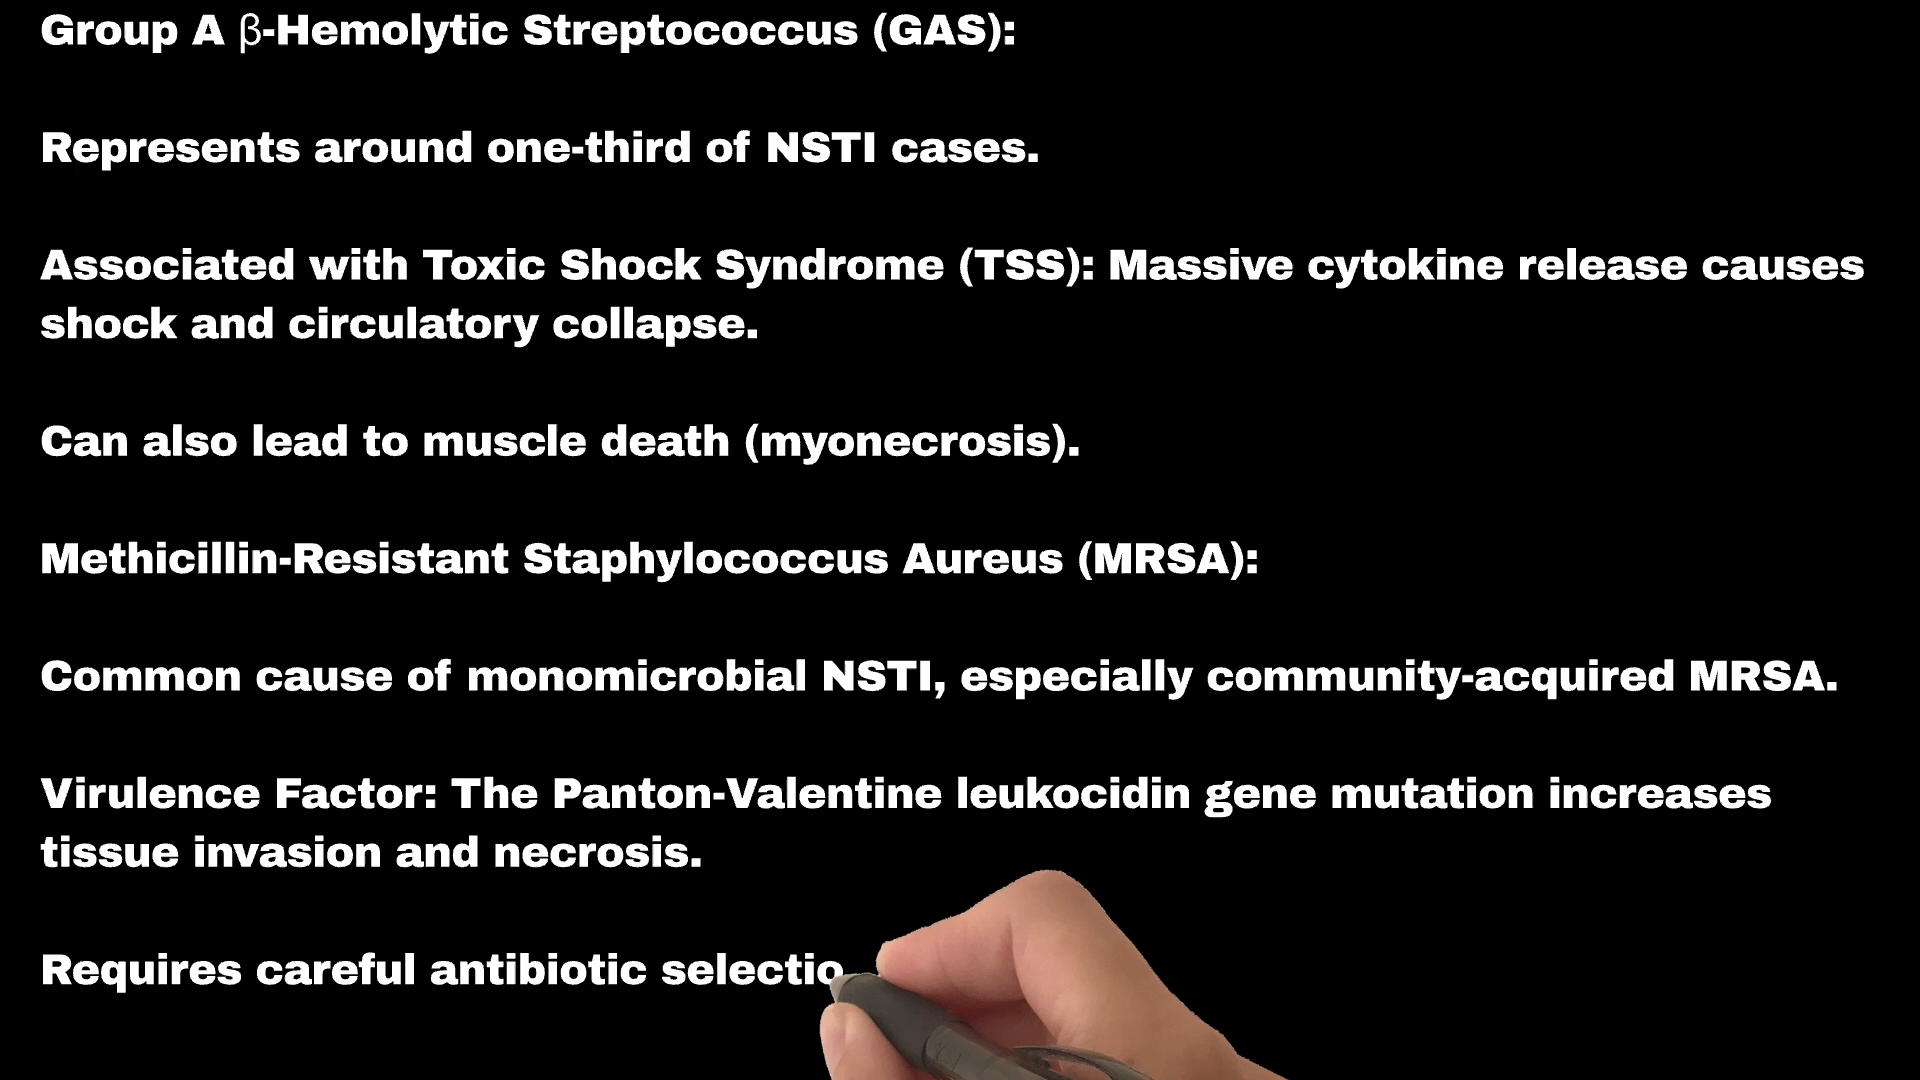 Group A β-Hemolytic Streptococcus (GAS):
Represents around one-third of NSTI cases.
Associated with Toxic Shock Syndrome (TSS): Massive cytokine release causes
shock and circulatory collapse.
Can also lead to muscle death (myonecrosis).
Methicillin-Resistant Staphylococcus Aureus (MRSA):
Common cause of monomicrobial NSTI, especially community-acquired MRSA.
Virulence Factor: The Panton-Valentine leukocidin gene mutation increases
tissue invasion and necrosis.
Requires careful antibiotic selectio